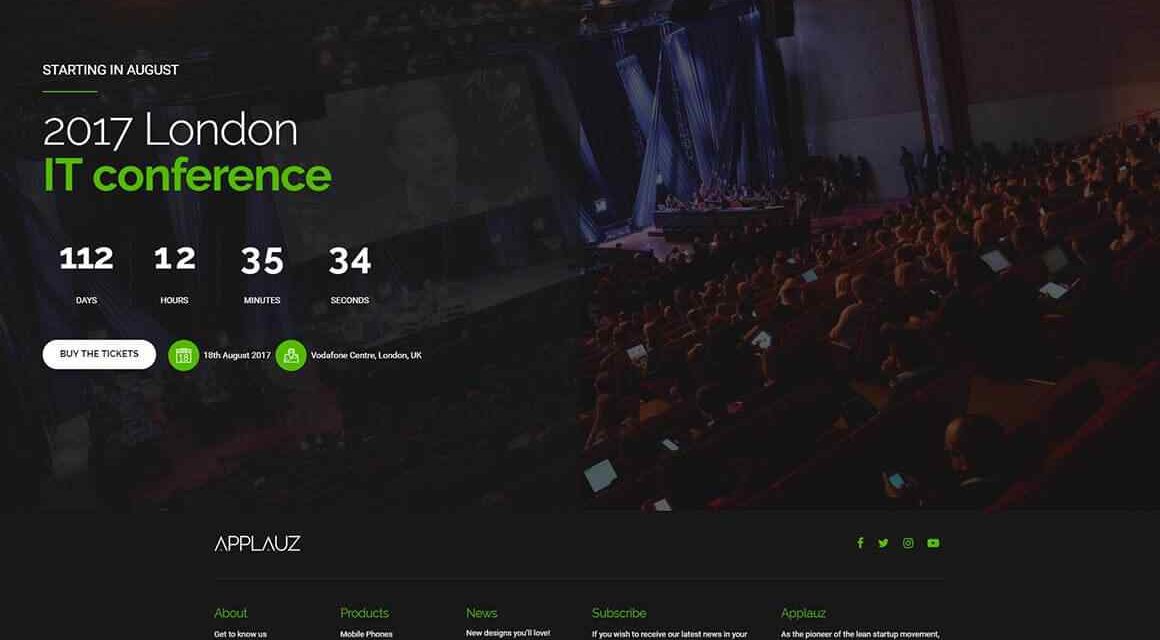 STARTING IN AUGUST
2017 London
IT conference
112 12 35 34
DAYS HOURS MINUTES SECONDS
BUY THE TICKETS 18 18th August 2017 Vodafone Centre, London, UK
APPLAUZ
About Products News Subscribe Applauz
Get to know us Mobile Phones New designs you'll love! If you wish to receive our latest news in your As the pioneer of the lean startup movement,